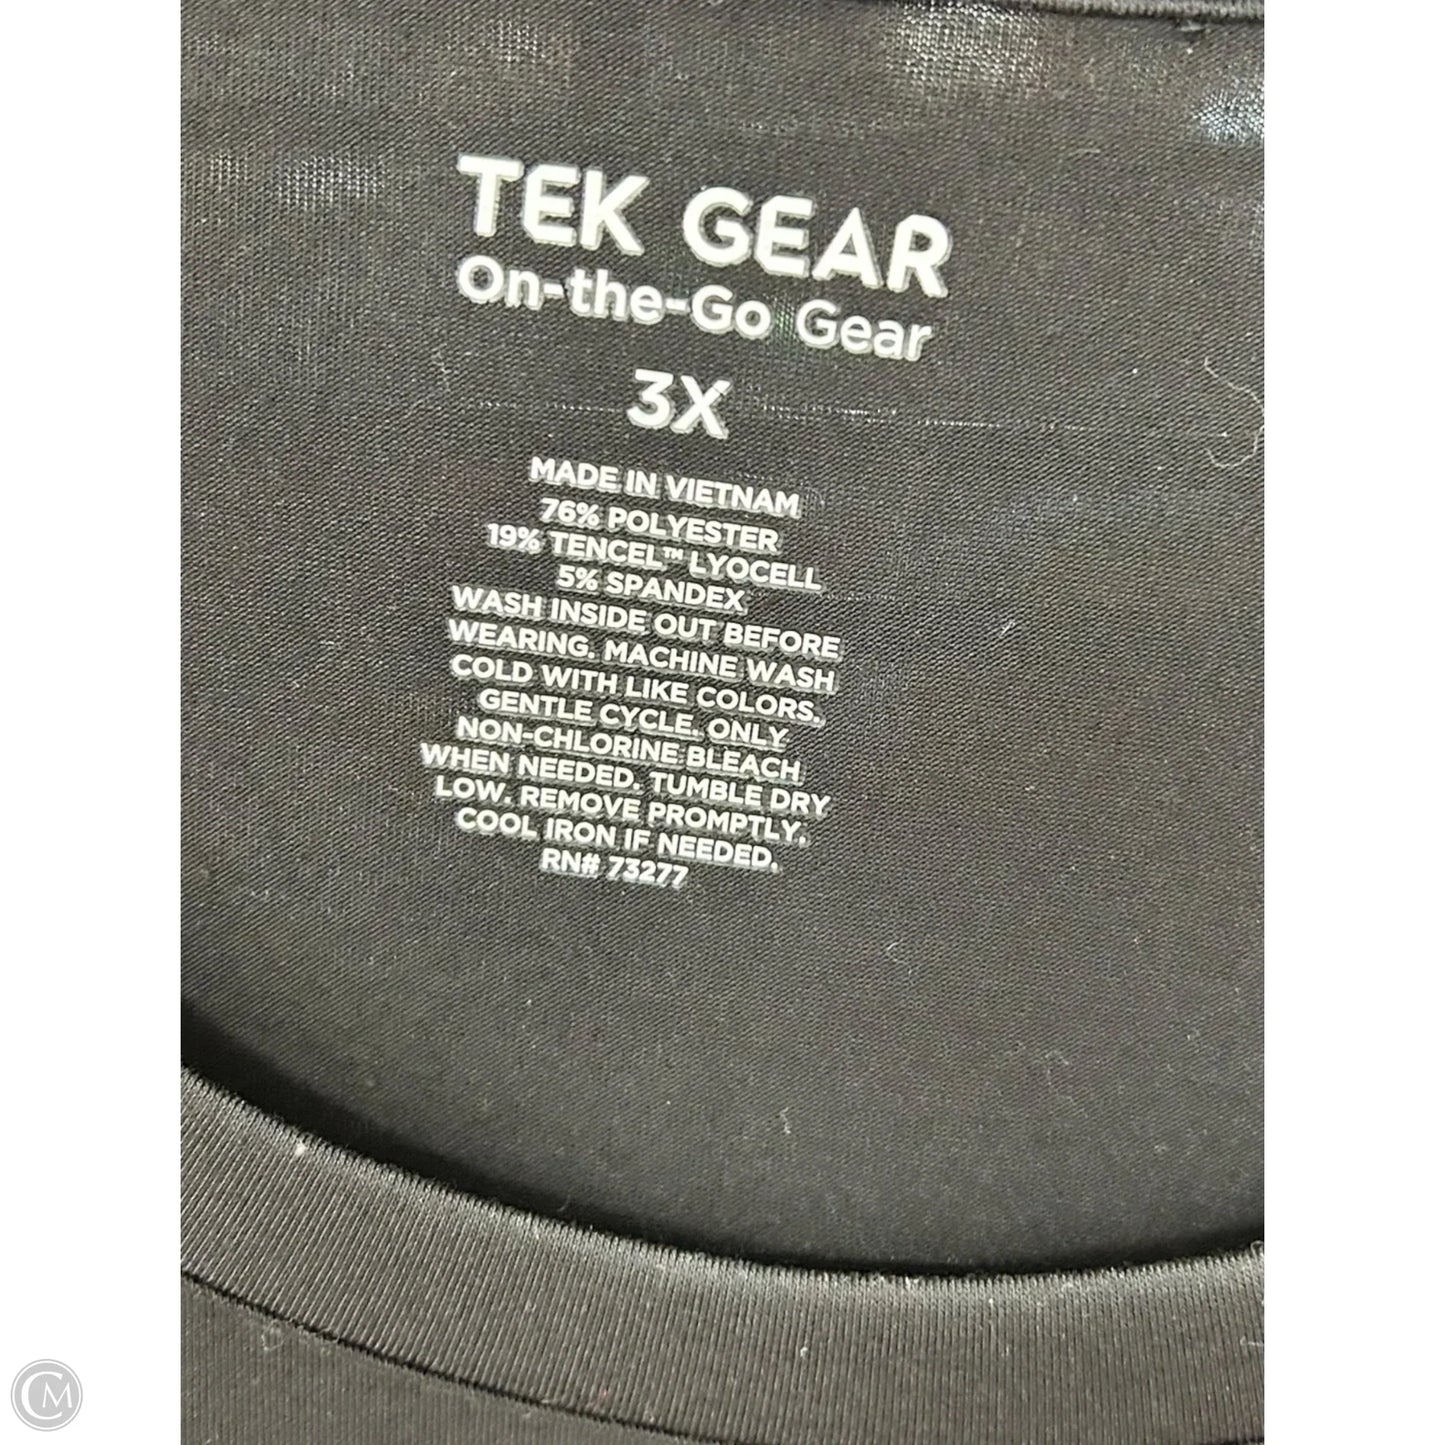 TEK GEAR
On-the-Go Gear
3X
MADE IN VIETNAM
76% POLYESTER
19% TENCEL™ LYOCELL
5% SPANDEX
WASH INSIDE OUT BEFORE
WEARING. MACHINE WASH
COLD WITH LIKE COLORS.
GENTLE CYCLE. ONLY
NON-CHLORINE BLEACH
WHEN NEEDED. TUMBLE DRY
LOW. REMOVE PROMPTLY.
COOL IRON IF NEEDED.
RN# 73277
CM